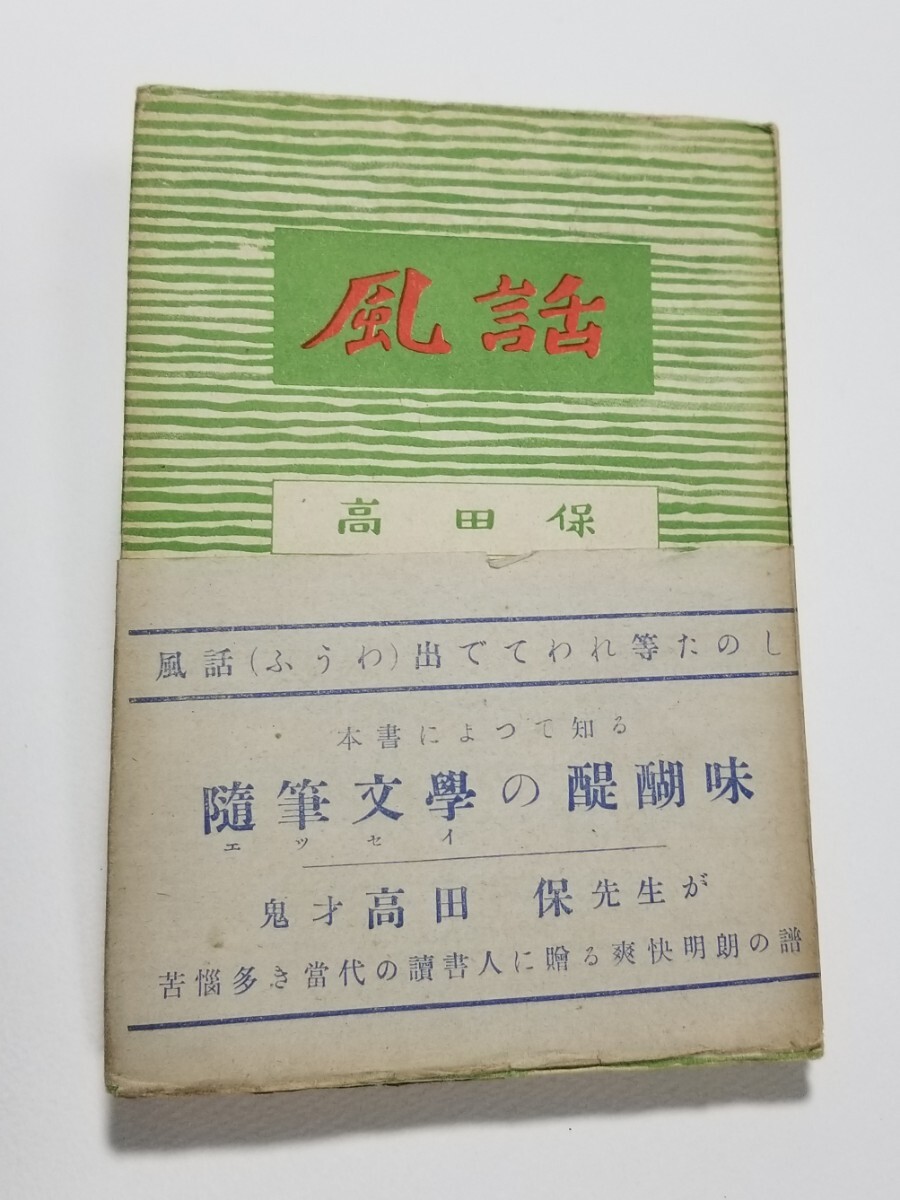 風話
高田保
風話(ふうわ)出でてわれ等たのし
本書によつて知る
隨筆文學の醍醐味
エツセイ
鬼才高田 保先生が
苦惱多き當代の讀書人に贈る爽快明朗の譜